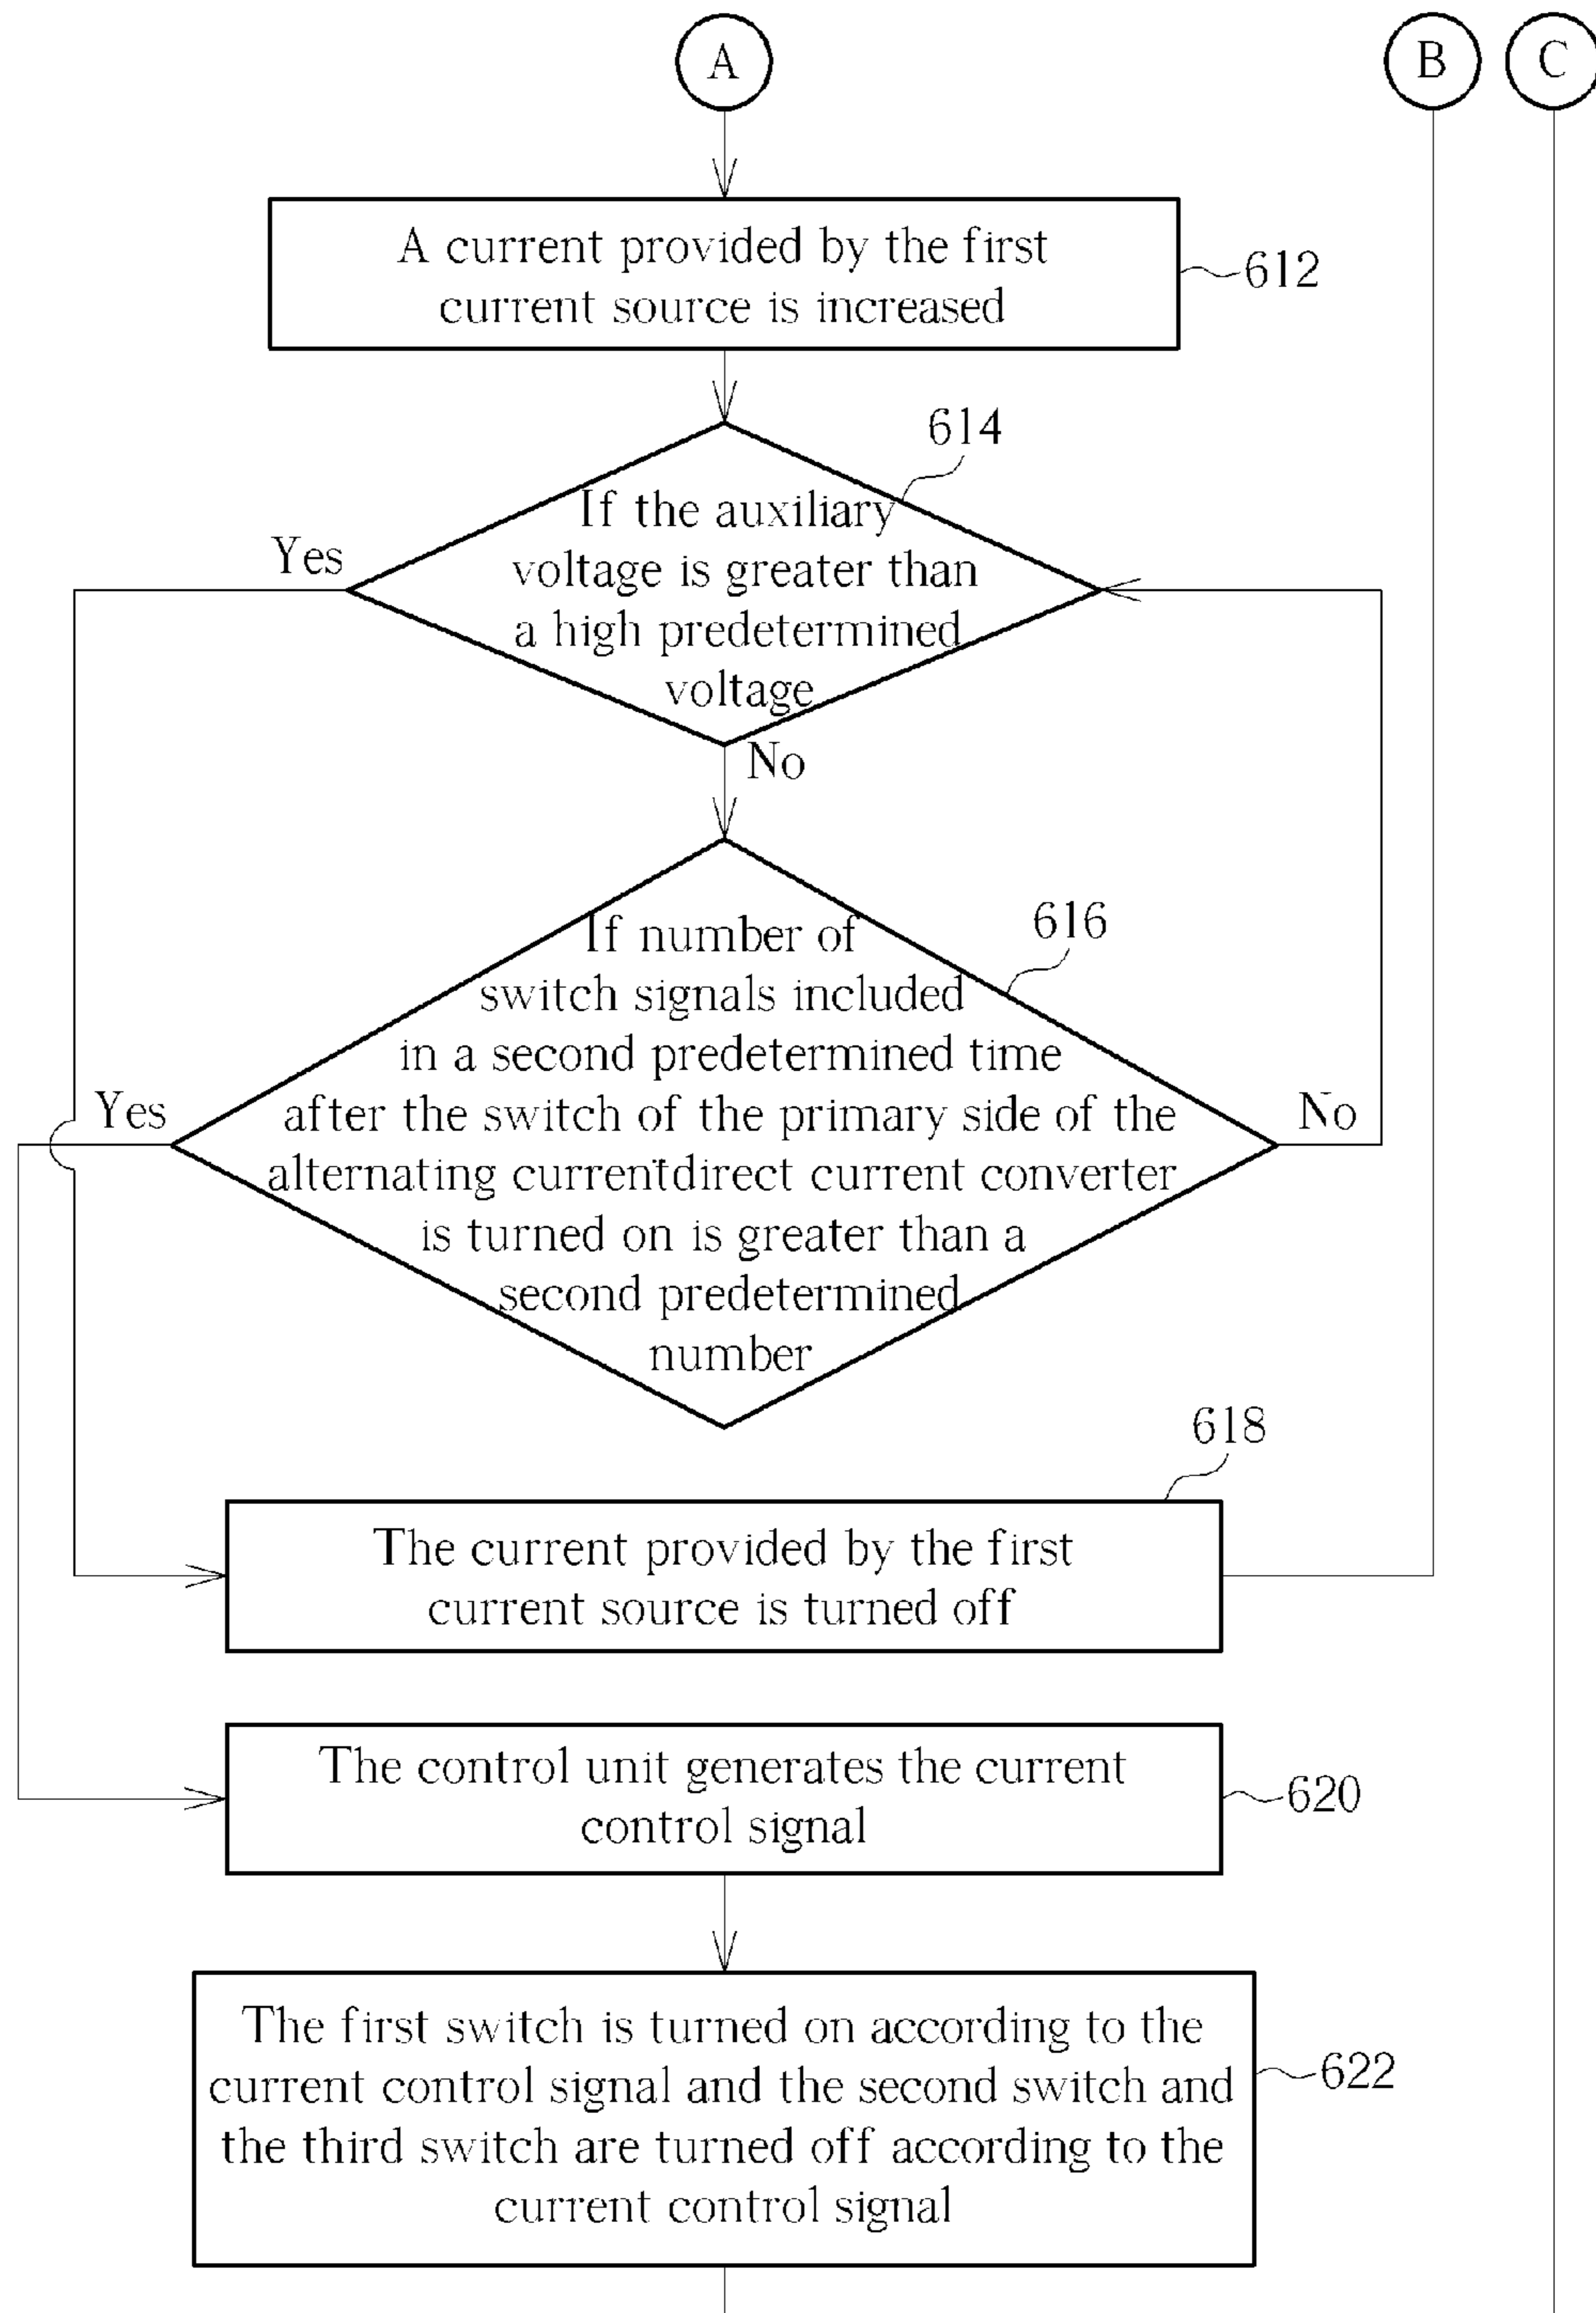 A
B
C
A current provided by the first
current source is increased
612
614
If the auxiliary
voltage is greater than
a high predetermined
voltage
Yes
No
616
If number of
switch signals included
in a second predetermined time
after the switch of the primary side of the
alternating current-direct current converter
is turned on is greater than a
second predetermined
number
Yes
No
618
The current provided by the first
current source is turned off
The control unit generates the current
control signal
620
The first switch is turned on according to the
current control signal and the second switch and
the third switch are turned off according to the
current control signal
622